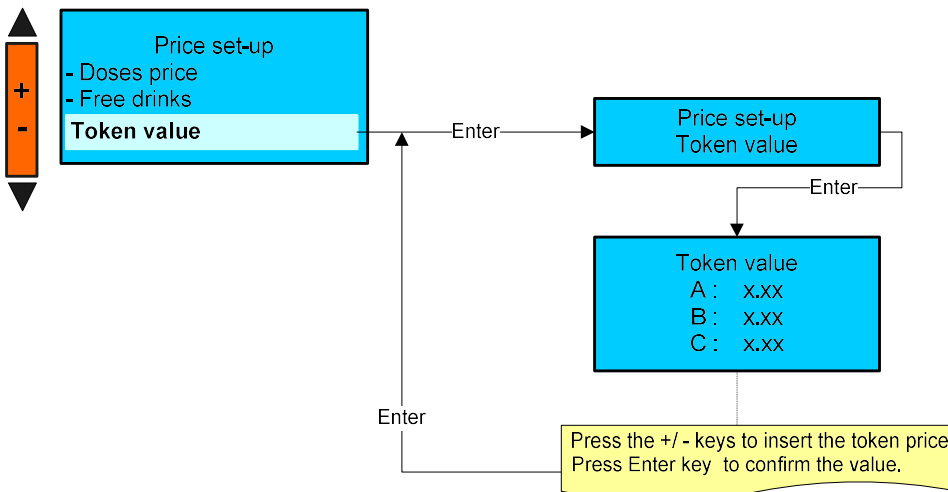 Price set-up
- Doses price
- Free drinks
Token value
+
-
Enter
Price set-up
Token value
Enter
Token value
A : x.xx
B : x.xx
C : x.xx
Enter
Press the +/ - keys to insert the token price
Press Enter key to confirm the value.